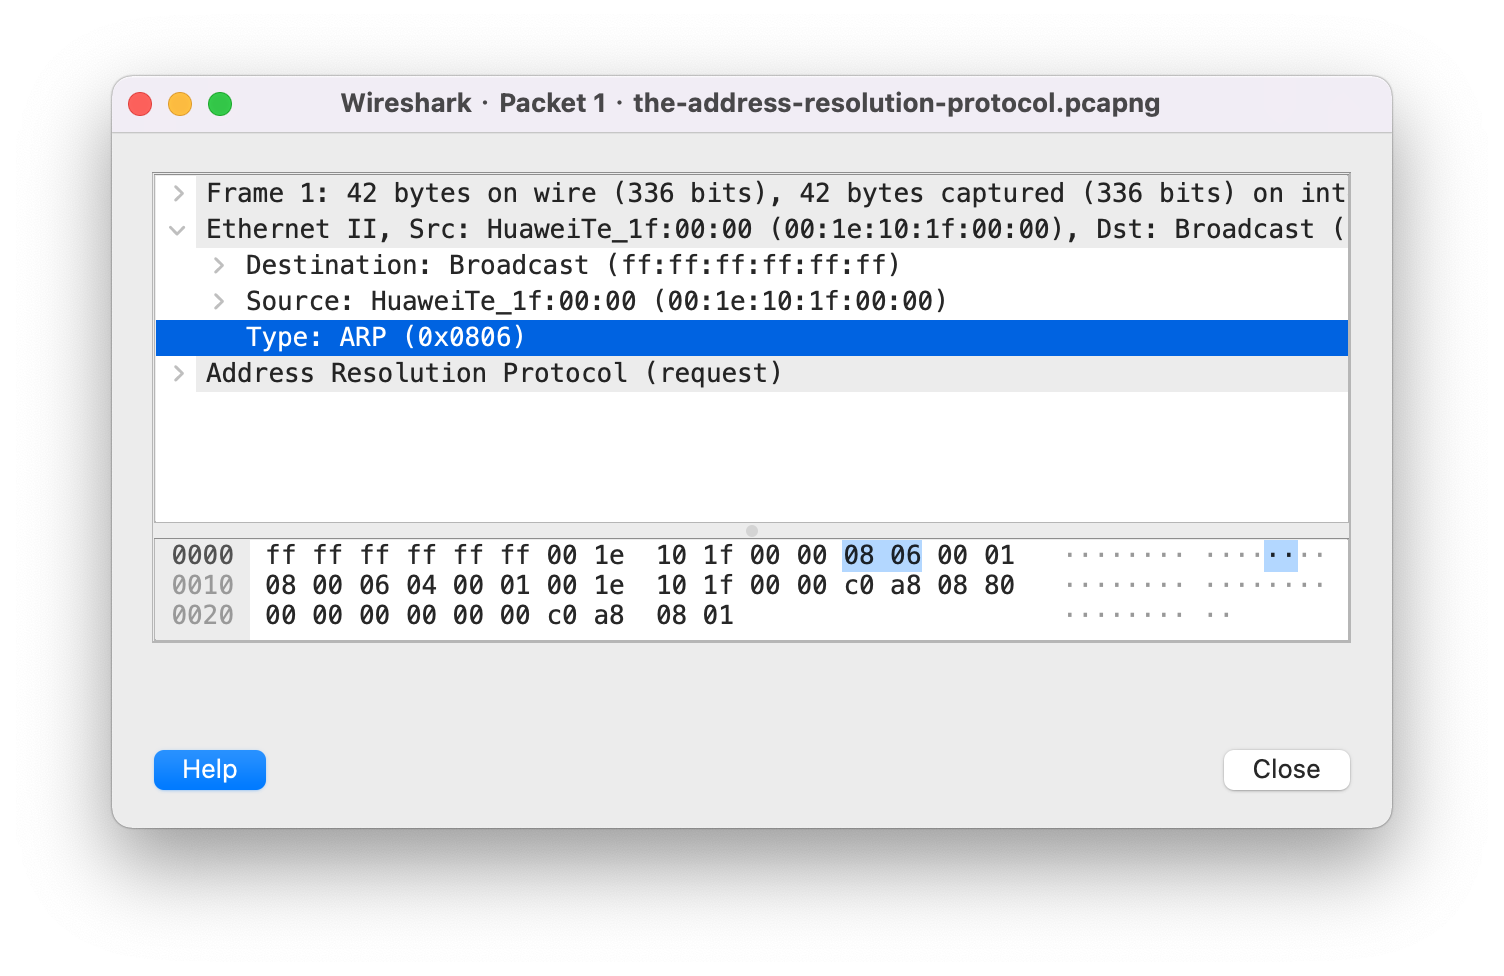 Wireshark · Packet 1 · the-address-resolution-protocol.pcapng
Frame 1: 42 bytes on wire (336 bits), 42 bytes captured (336 bits) on int
Ethernet II, Src: HuaweiTe_1f:00:00 (00:1e:10:1f:00:00), Dst: Broadcast (
Destination: Broadcast (ff:ff:ff:ff:ff:ff)
Source: HuaweiTe_1f:00:00 (00:1e:10:1f:00:00)
Type: ARP (0x0806)
Address Resolution Protocol (request)
0000 ff ff ff ff ff ff 00 1e 10 1f 00 00 08 06 00 01 ········ ········
0010 08 00 06 04 00 01 00 1e 10 1f 00 00 c0 a8 08 80 ········ ········
0020 00 00 00 00 00 00 c0 a8 08 01 ········ ··
Help Close